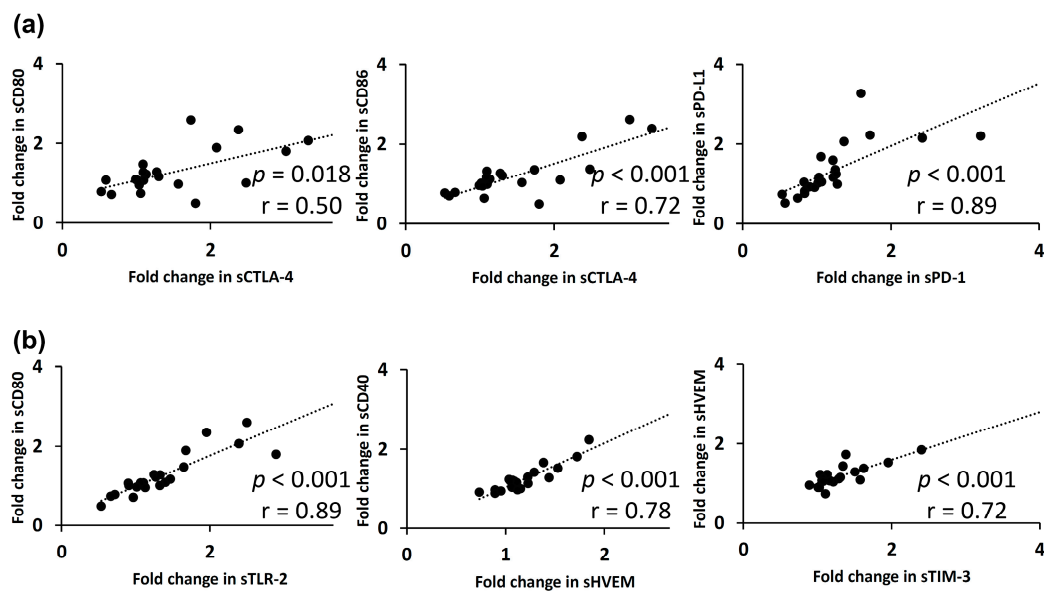 (a)
Fold change in sCD80
4
2
0
0
2
p = 0.018
r = 0.50
Fold change in sCTLA-4
Fold change in sCD86
4
2
0
0
2
p < 0.001
r = 0.72
Fold change in sCTLA-4
Fold change in sPD-L1
4
2
0
0
2
4
p < 0.001
r = 0.89
Fold change in sPD-1
(b)
Fold change in sCD80
4
2
0
0
2
p < 0.001
r = 0.89
Fold change in sTLR-2
Fold change in sCD40
4
2
0
0
1
2
p < 0.001
r = 0.78
Fold change in sHVEM
Fold change in sHVEM
4
2
0
0
2
4
p < 0.001
r = 0.72
Fold change in sTIM-3